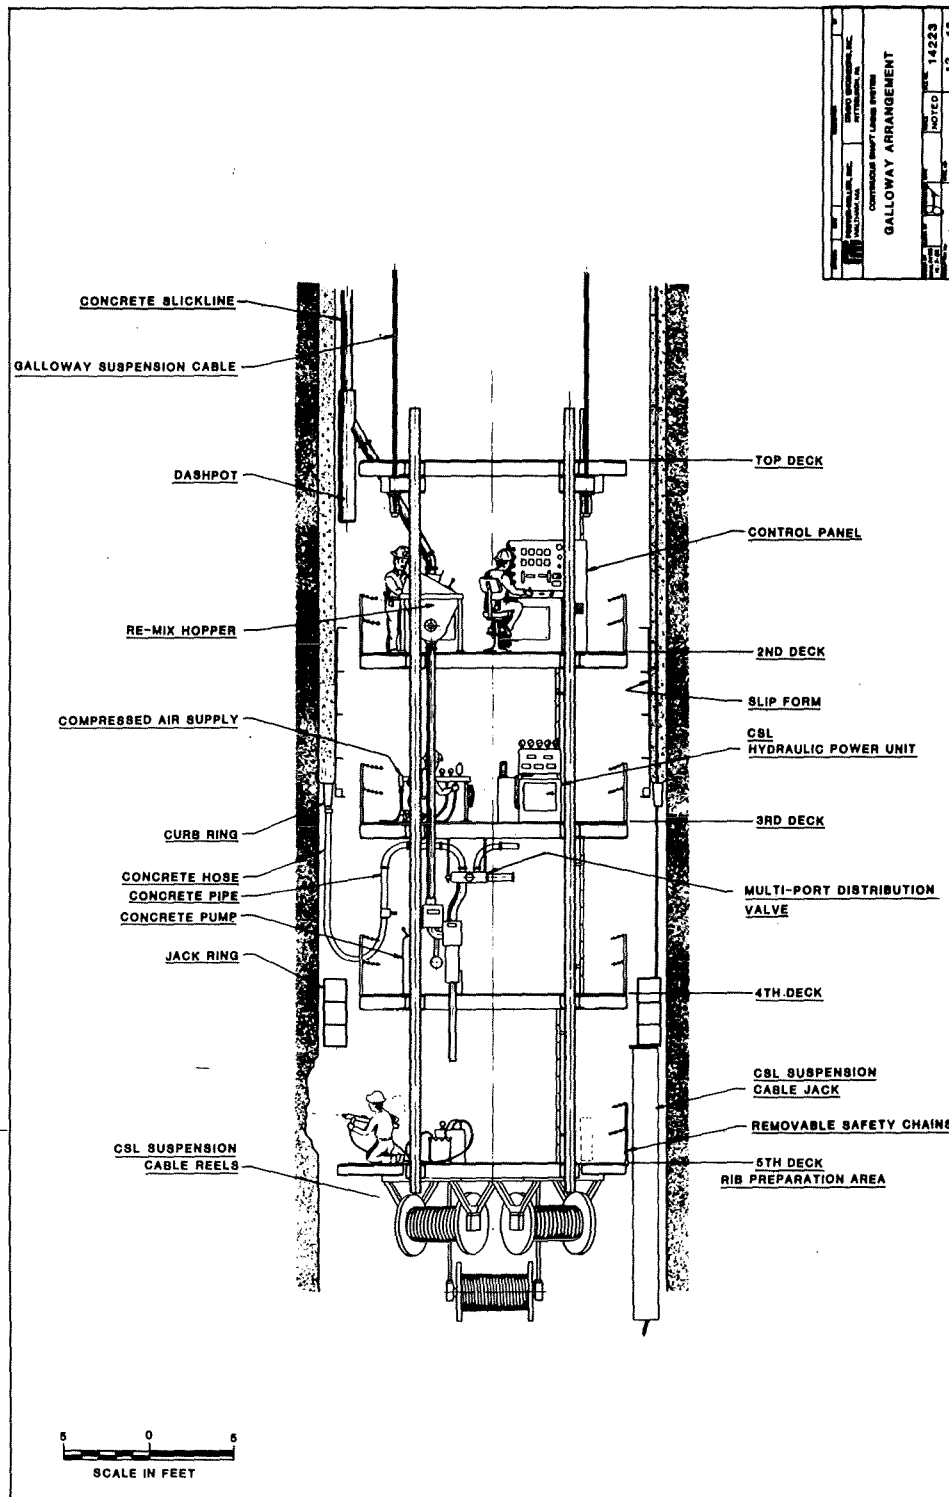 CONTINUOUS SHAFT LINING SYSTEM
GALLOWAY ARRANGEMENT
NOTED
14223
CONCRETE SLICKLINE
GALLOWAY SUSPENSION CABLE
DASHPOT
RE-MIX HOPPER
COMPRESSED AIR SUPPLY
CURB RING
CONCRETE HOSE
CONCRETE PIPE
CONCRETE PUMP
JACK RING
CSL SUSPENSION
CABLE REELS
TOP DECK
CONTROL PANEL
2ND DECK
SLIP FORM
CSL
HYDRAULIC POWER UNIT
3RD DECK
MULTI-PORT DISTRIBUTION
VALVE
4TH DECK
CSL SUSPENSION
CABLE JACK
REMOVABLE SAFETY CHAINS
5TH DECK
RIB PREPARATION AREA
5 0 5
SCALE IN FEET